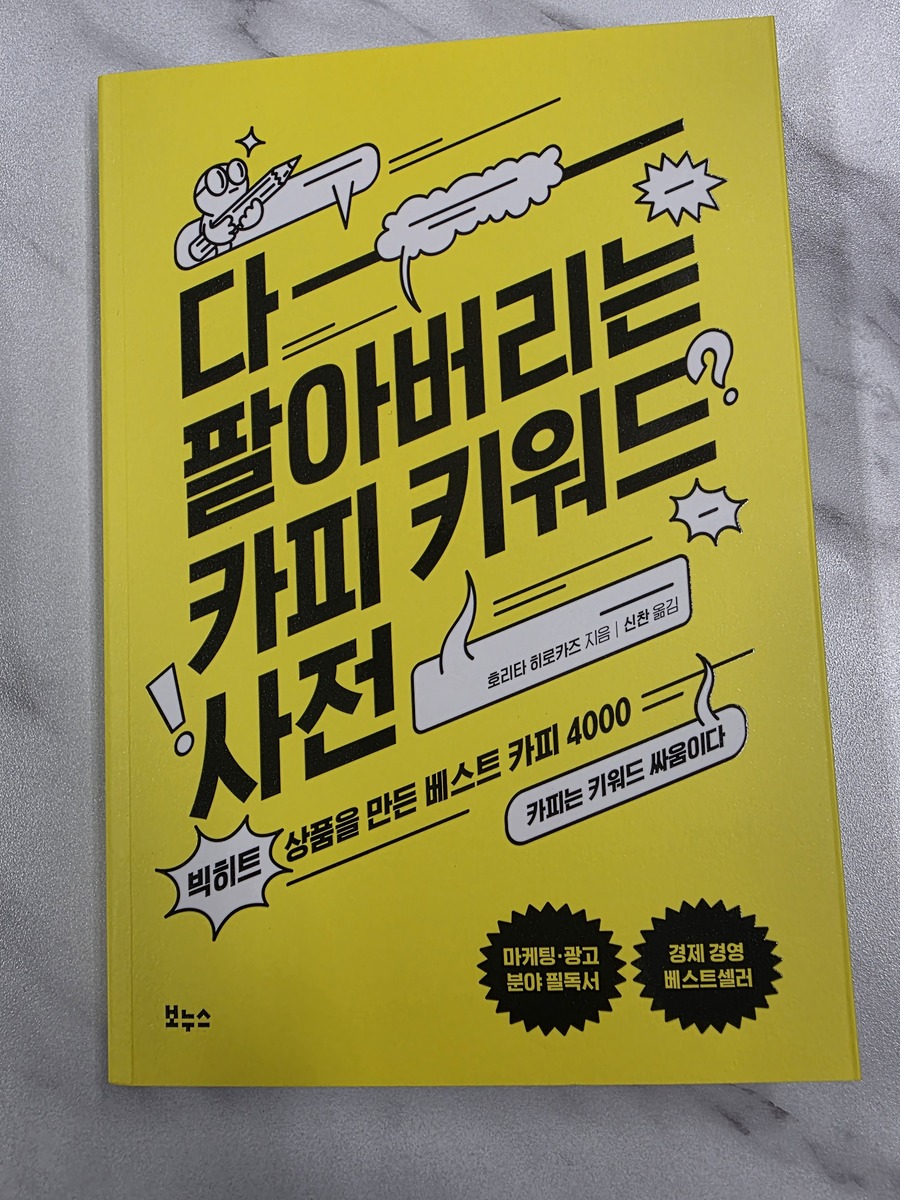 다
팔아버리는
카피 키워드
사전
호리타 히로카즈 지음 | 신찬 옮김
빅히트 상품을 만든 베스트 카피 4000
카피는 키워드 싸움이다
마케팅·광고
분야 필독서
경제 경영
베스트셀러
보누스